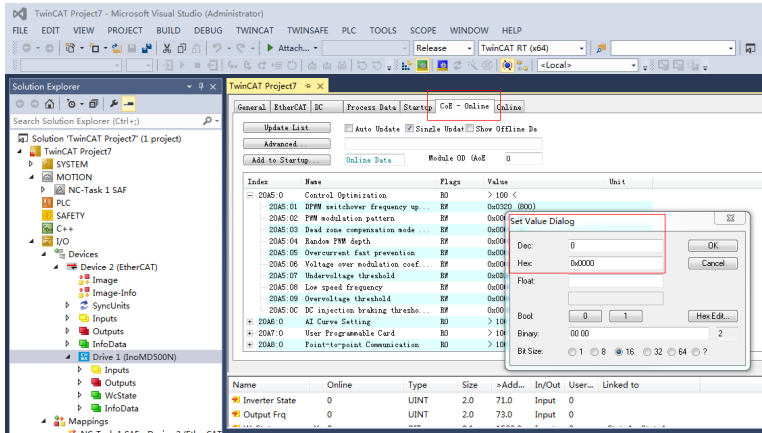 TwinCAT Project7 - Microsoft Visual Studio (Administrator)
FILE EDIT VIEW PROJECT BUILD DEBUG TWINCAT TWINSAFE PLC TOOLS SCOPE WINDOW HELP
Attach... Release TwinCAT RT (x64)
<Local>
Solution Explorer
Search Solution Explorer (Ctrl+;)
Solution 'TwinCAT Project7' (1 project)
TwinCAT Project7
SYSTEM
MOTION
NC-Task 1 SAF
PLC
SAFETY
C++
I/O
Devices
Device 2 (EtherCAT)
Image
Image-Info
SyncUnits
Inputs
Outputs
InfoData
Drive 1 (InoMD500N)
Inputs
Outputs
WcState
InfoData
Mappings
TwinCAT Project7
General EtherCAT DC Process Data Startup CoE - Online Online
Update List Auto Update Single Updat Show Offline Da
Advanced...
Add to Startup... Online Data Module OD (AoE 0
Index Name Flags Value Unit
20A5:0 Control Optimization RO > 100 <
20A5:01 DPWM switchover frequency up... RW 0x0320 (800)
20A5:02 PWM modulation pattern RW 0x00
20A5:03 Dead zone compensation mode ... RW 0x00
20A5:04 Random PWM depth RW 0x00
20A5:05 Overcurrent fast prevention RW 0x00
20A5:06 Voltage over modulation coef... RW 0x00
20A5:07 Undervoltage threshold RW
20A5:08 Low speed frequency RW 0x00
20A5:09 Overvoltage threshold RW 0x00
20A5:0C DC injection braking thresho... RW 0x00
20A6:0 AI Curve Setting RO > 10
20A7:0 User Programmable Card RO > 10
20A8:0 Point-to-point Communication RO > 10
Set Value Dialog
Dec: 0 OK
Hex: 0x0000 Cancel
Float:
Bool: 0 1 Hex Edit...
Binary: 00 00 2
Bit Size: 1 8 16 32 64 ?
Name Online Type Size >Add... In/Out User... Linked to
Inverter State 0 UINT 2.0 71.0 Input 0
Output Frq 0 UINT 2.0 73.0 Input 0